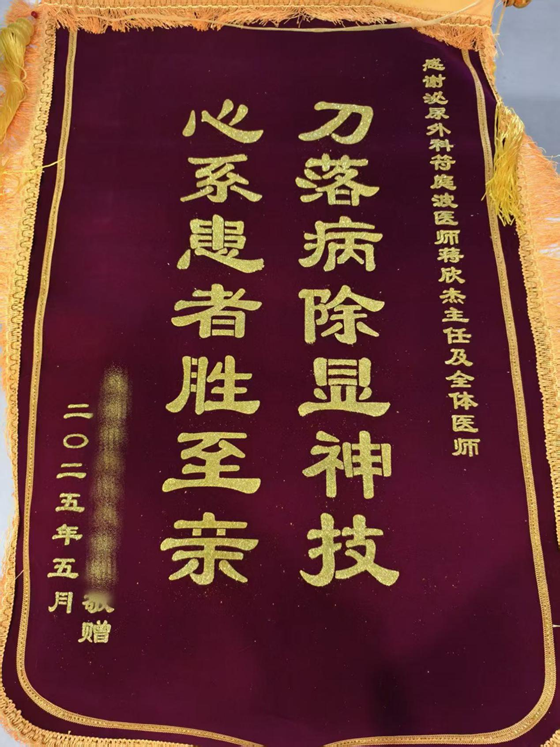 感谢泌尿外科符庞波医师蒋欣杰主任及全体医师
刀落病除显神技
心系患者胜至亲
敬赠
二〇二五年五月